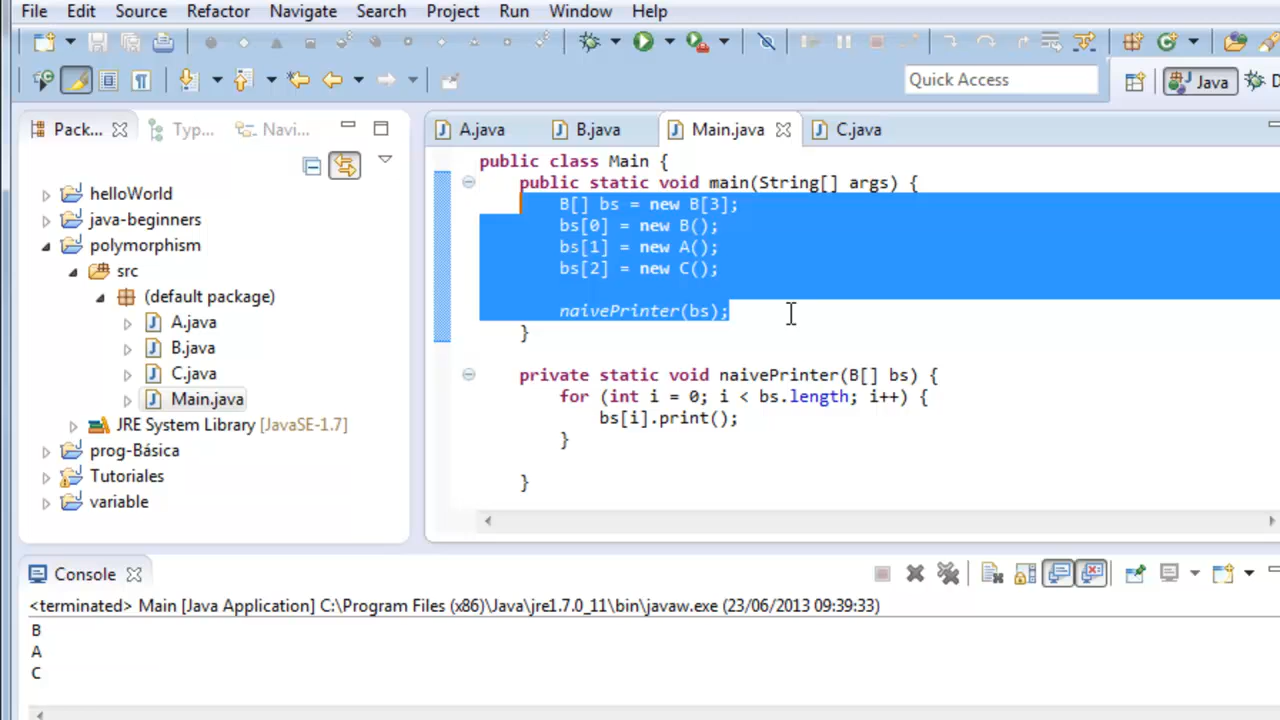 File Edit Source Refactor Navigate Search Project Run Window Help
Quick Access
Java
Pack... Typ... Navi...
A.java B.java Main.java C.java
helloWorld
java-beginners
polymorphism
src
(default package)
A.java
B.java
C.java
Main.java
JRE System Library [JavaSE-1.7]
prog-Básica
Tutoriales
variable
public class Main {
public static void main(String[] args) {
B[] bs = new B[3];
bs[0] = new B();
bs[1] = new A();
bs[2] = new C();
naivePrinter(bs);
}
private static void naivePrinter(B[] bs) {
for (int i = 0; i < bs.length; i++) {
bs[i].print();
}
}
Console
<terminated> Main [Java Application] C:\Program Files (x86)\Java\jre1.7.0_11\bin\javaw.exe (23/06/2013 09:39:33)
B
A
C